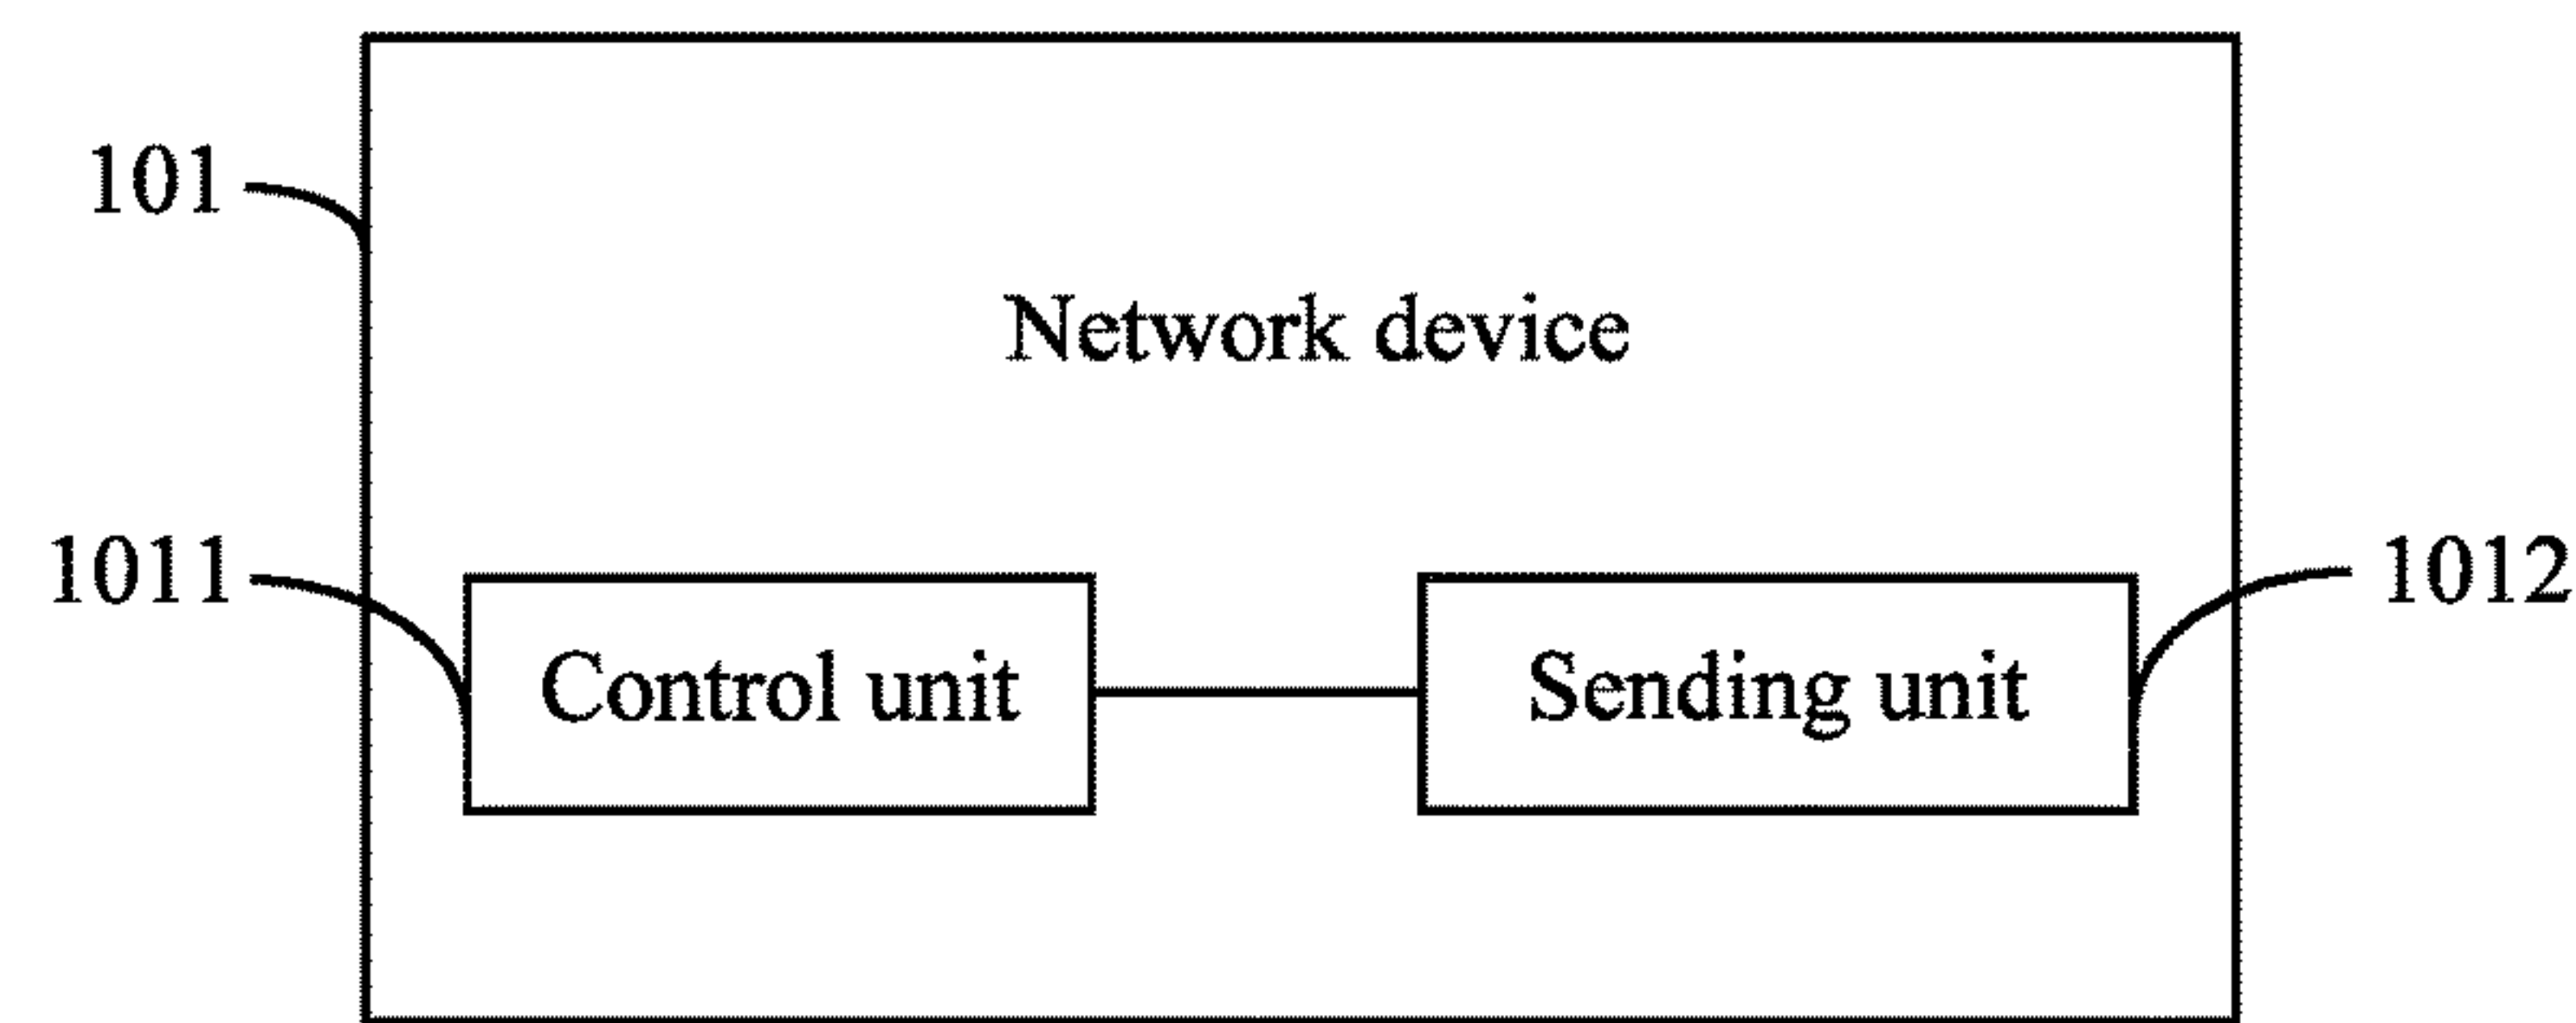 101
Network device
1011
1012
Control unit
Sending unit